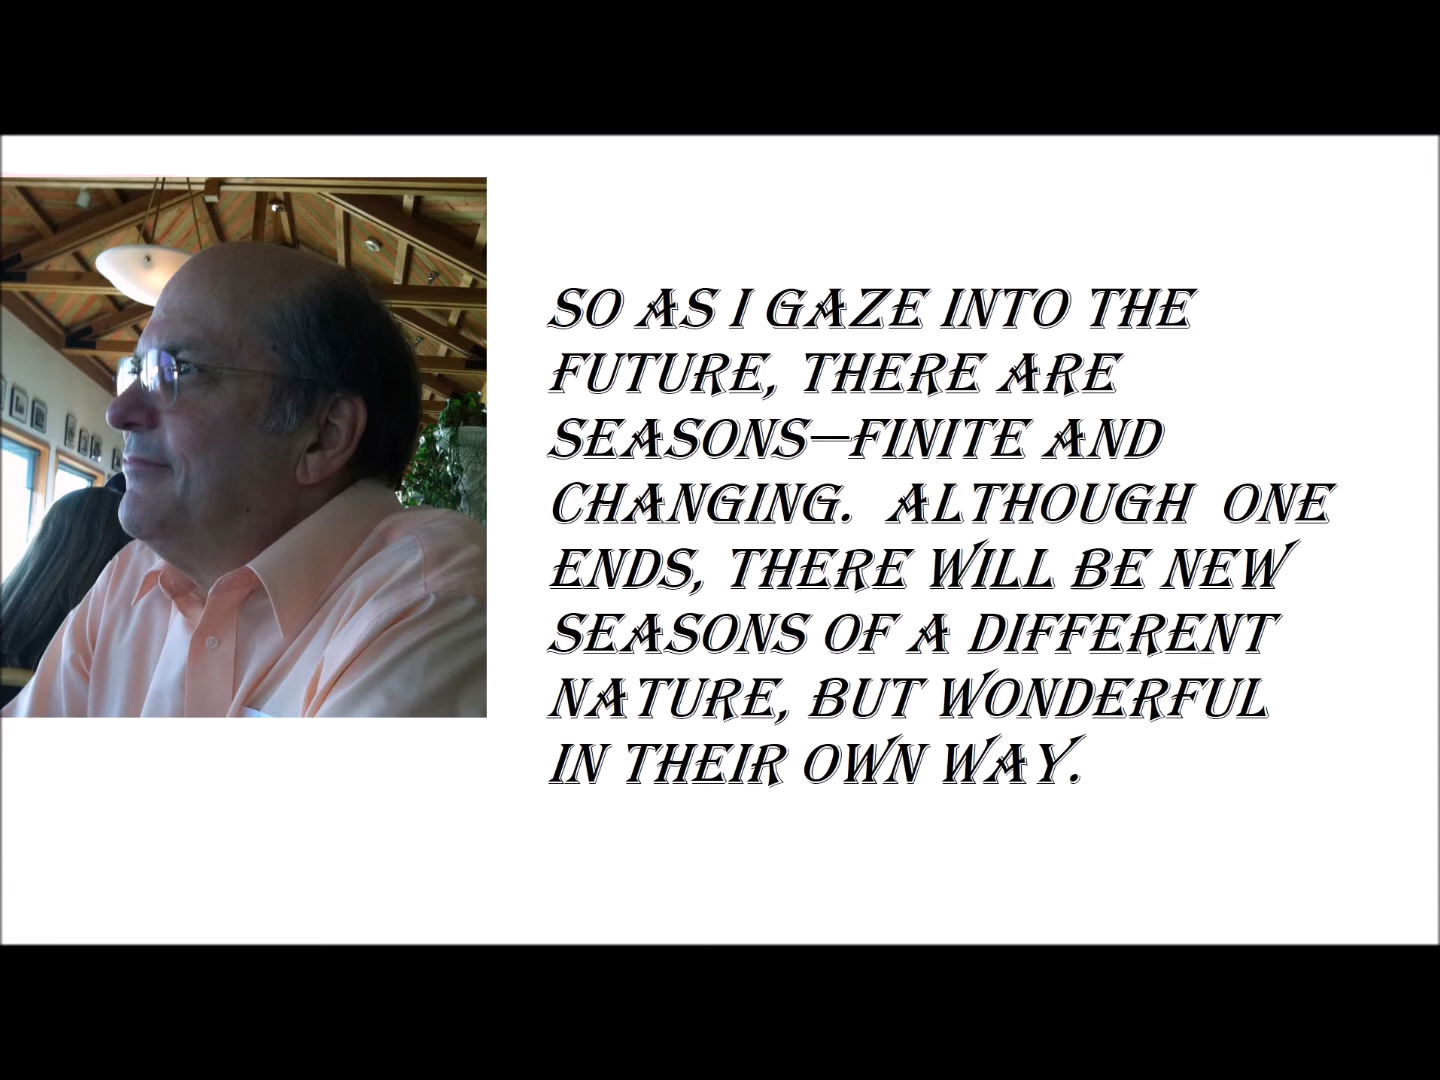 SO AS I GAZE INTO THE
FUTURE, THERE ARE
SEASONS—FINITE AND
CHANGING. ALTHOUGH ONE
ENDS, THERE WILL BE NEW
SEASONS OF A DIFFERENT
NATURE, BUT WONDERFUL
IN THEIR OWN WAY.